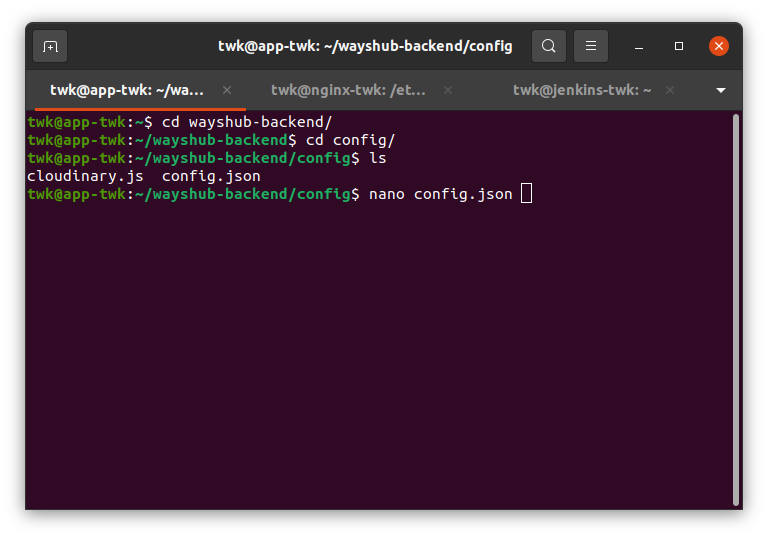 twk@app-twk: ~/wayshub-backend/config
twk@app-twk: ~/wa...
twk@nginx-twk: /et...
twk@jenkins-twk: ~
twk@app-twk:~$ cd wayshub-backend/
twk@app-twk:~/wayshub-backend$ cd config/
twk@app-twk:~/wayshub-backend/config$ ls
cloudinary.js  config.json
twk@app-twk:~/wayshub-backend/config$ nano config.json